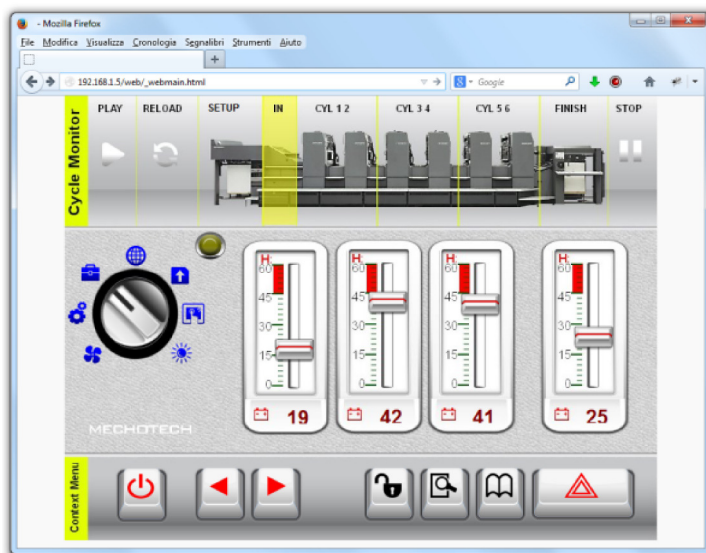 - Mozilla Firefox
File Modifica Visualizza Cronologia Segnalibri Strumenti Aiuto
+
192.168.1.5/web/_webmain.html
8 - Google
Cycle Monitor
PLAY RELOAD SETUP IN CYL 1 2 CYL 3 4 CYL 5 6 FINISH STOP
H: H: H: H:
60 60 60 60
45 45 45 45
30 30 30 30
15 15 15 15
0 0 0 0
19 42 41 25
MECHOTECH
Context Menu